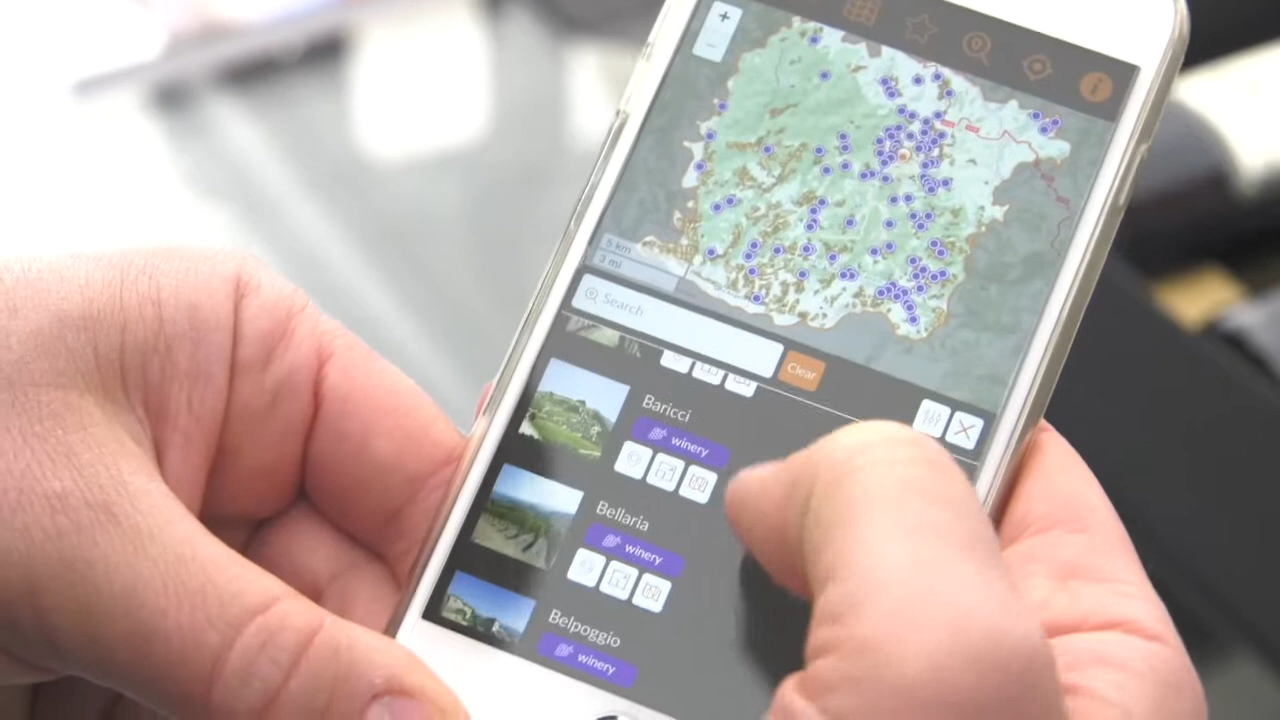 +
−
i
5 km
3 mi
Search
Clear
Baricci
winery
Bellaria
winery
Belpoggio
winery